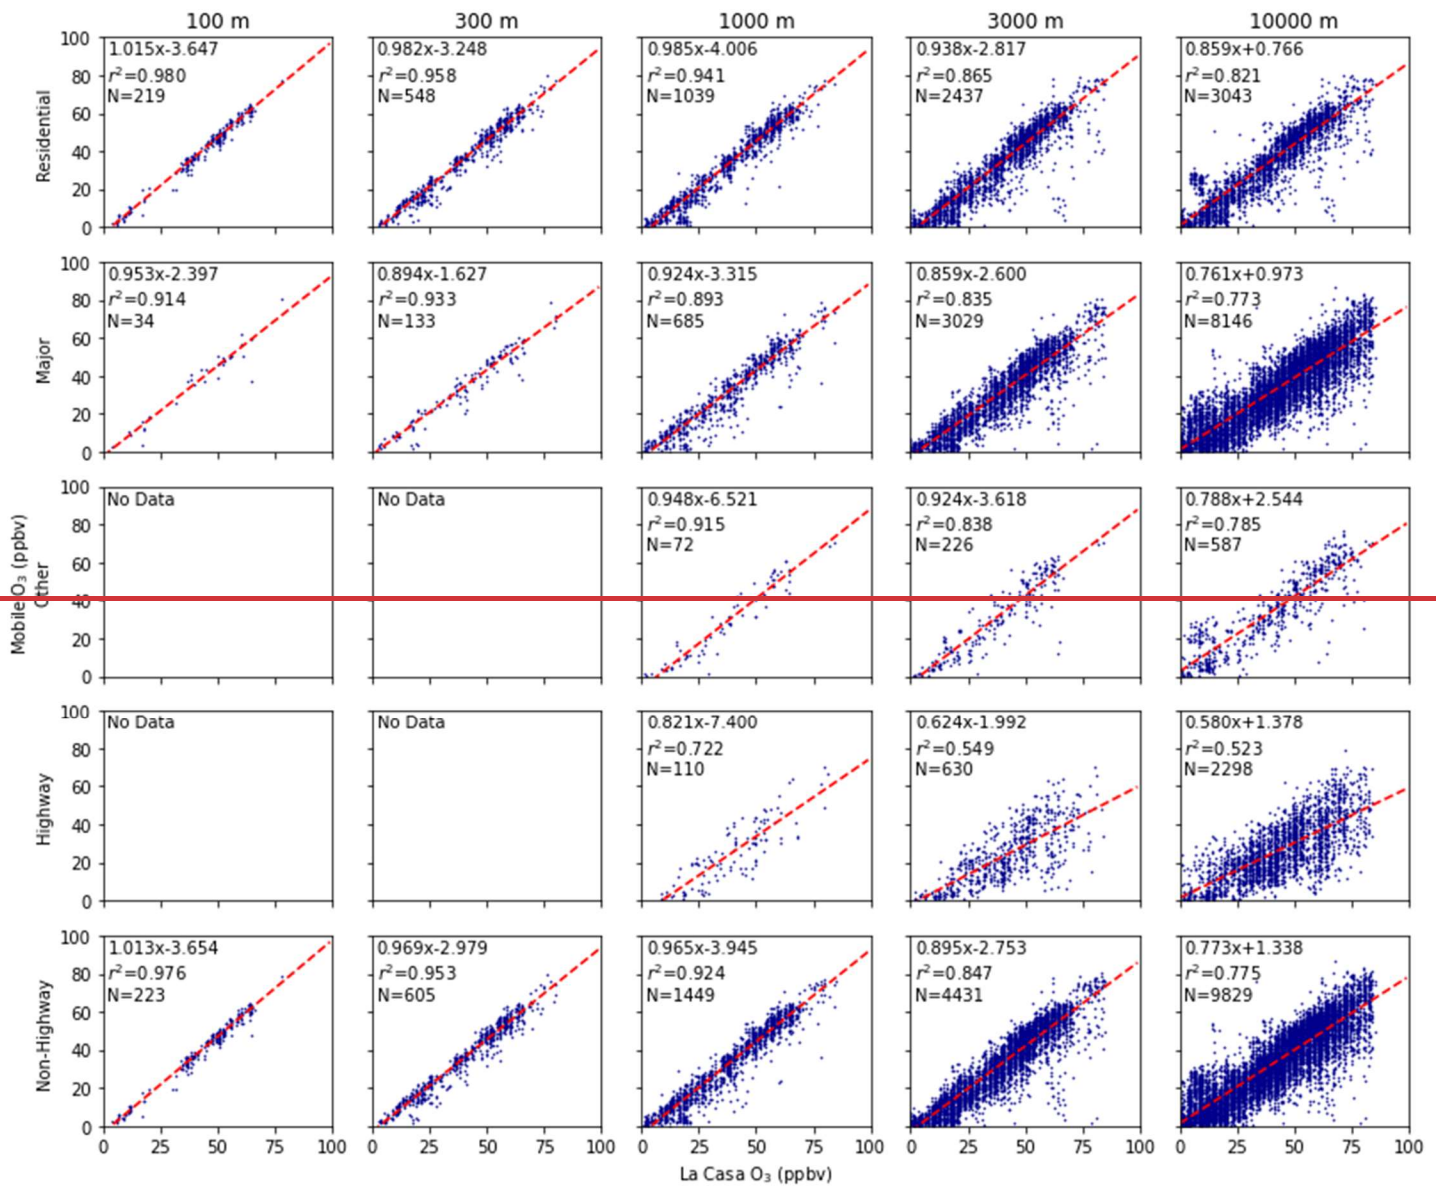 100 m 300 m 1000 m 3000 m 10000 m
Residential
100
80
60
40
20
0
1.015x-3.647
r²=0.980
N=219
0.982x-3.248
r²=0.958
N=548
0.985x-4.006
r²=0.941
N=1039
0.938x-2.817
r²=0.865
N=2437
0.859x+0.766
r²=0.821
N=3043
Major
100
80
60
40
20
0
0.953x-2.397
r²=0.914
N=34
0.894x-1.627
r²=0.933
N=133
0.924x-3.315
r²=0.893
N=685
0.859x-2.600
r²=0.835
N=3029
0.761x+0.973
r²=0.773
N=8146
Mobile O₃ (ppbv)
Other
100
80
60
40
20
0
No Data
No Data
0.948x-6.521
r²=0.915
N=72
0.924x-3.618
r²=0.838
N=226
0.788x+2.544
r²=0.785
N=587
Highway
100
80
60
40
20
0
No Data
No Data
0.821x-7.400
r²=0.722
N=110
0.624x-1.992
r²=0.549
N=630
0.580x+1.378
r²=0.523
N=2298
Non-Highway
100
80
60
40
20
0
1.013x-3.654
r²=0.976
N=223
0.969x-2.979
r²=0.953
N=605
0.965x-3.945
r²=0.924
N=1449
0.895x-2.753
r²=0.847
N=4431
0.773x+1.338
r²=0.775
N=9829
0 25 50 75 100 0 25 50 75 100 0 25 50 75 100 0 25 50 75 100 0 25 50 75 100
La Casa O₃ (ppbv)